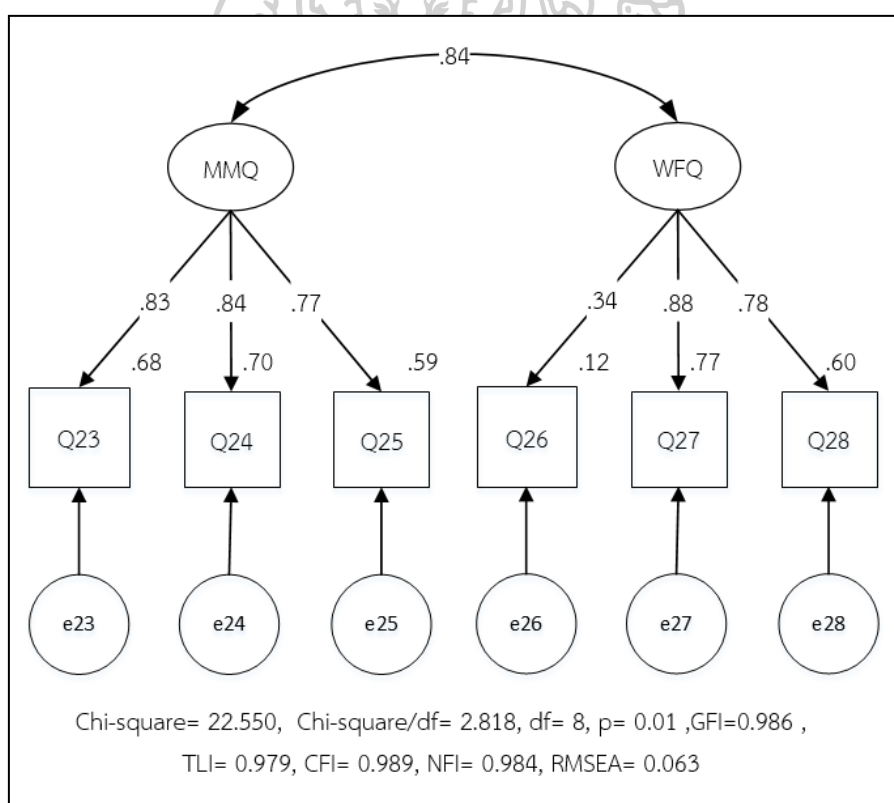 .84
MMQ WFQ
.83 .84 .77 .34 .88 .78
.68 .70 .59 .12 .77 .60
Q23 Q24 Q25 Q26 Q27 Q28
e23 e24 e25 e26 e27 e28
Chi-square= 22.550, Chi-square/df= 2.818, df= 8, p= 0.01 ,GFI=0.986 ,
TLI= 0.979, CFI= 0.989, NFI= 0.984, RMSEA= 0.063